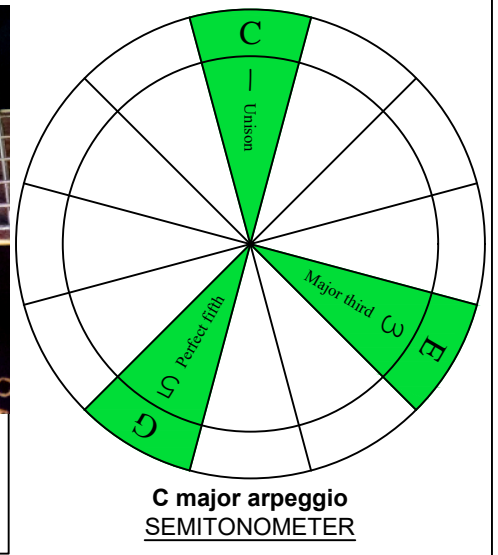 C
1 Unison
Major third 3
E
Perfect fifth
5
G
C major arpeggio
SEMITONOMETER